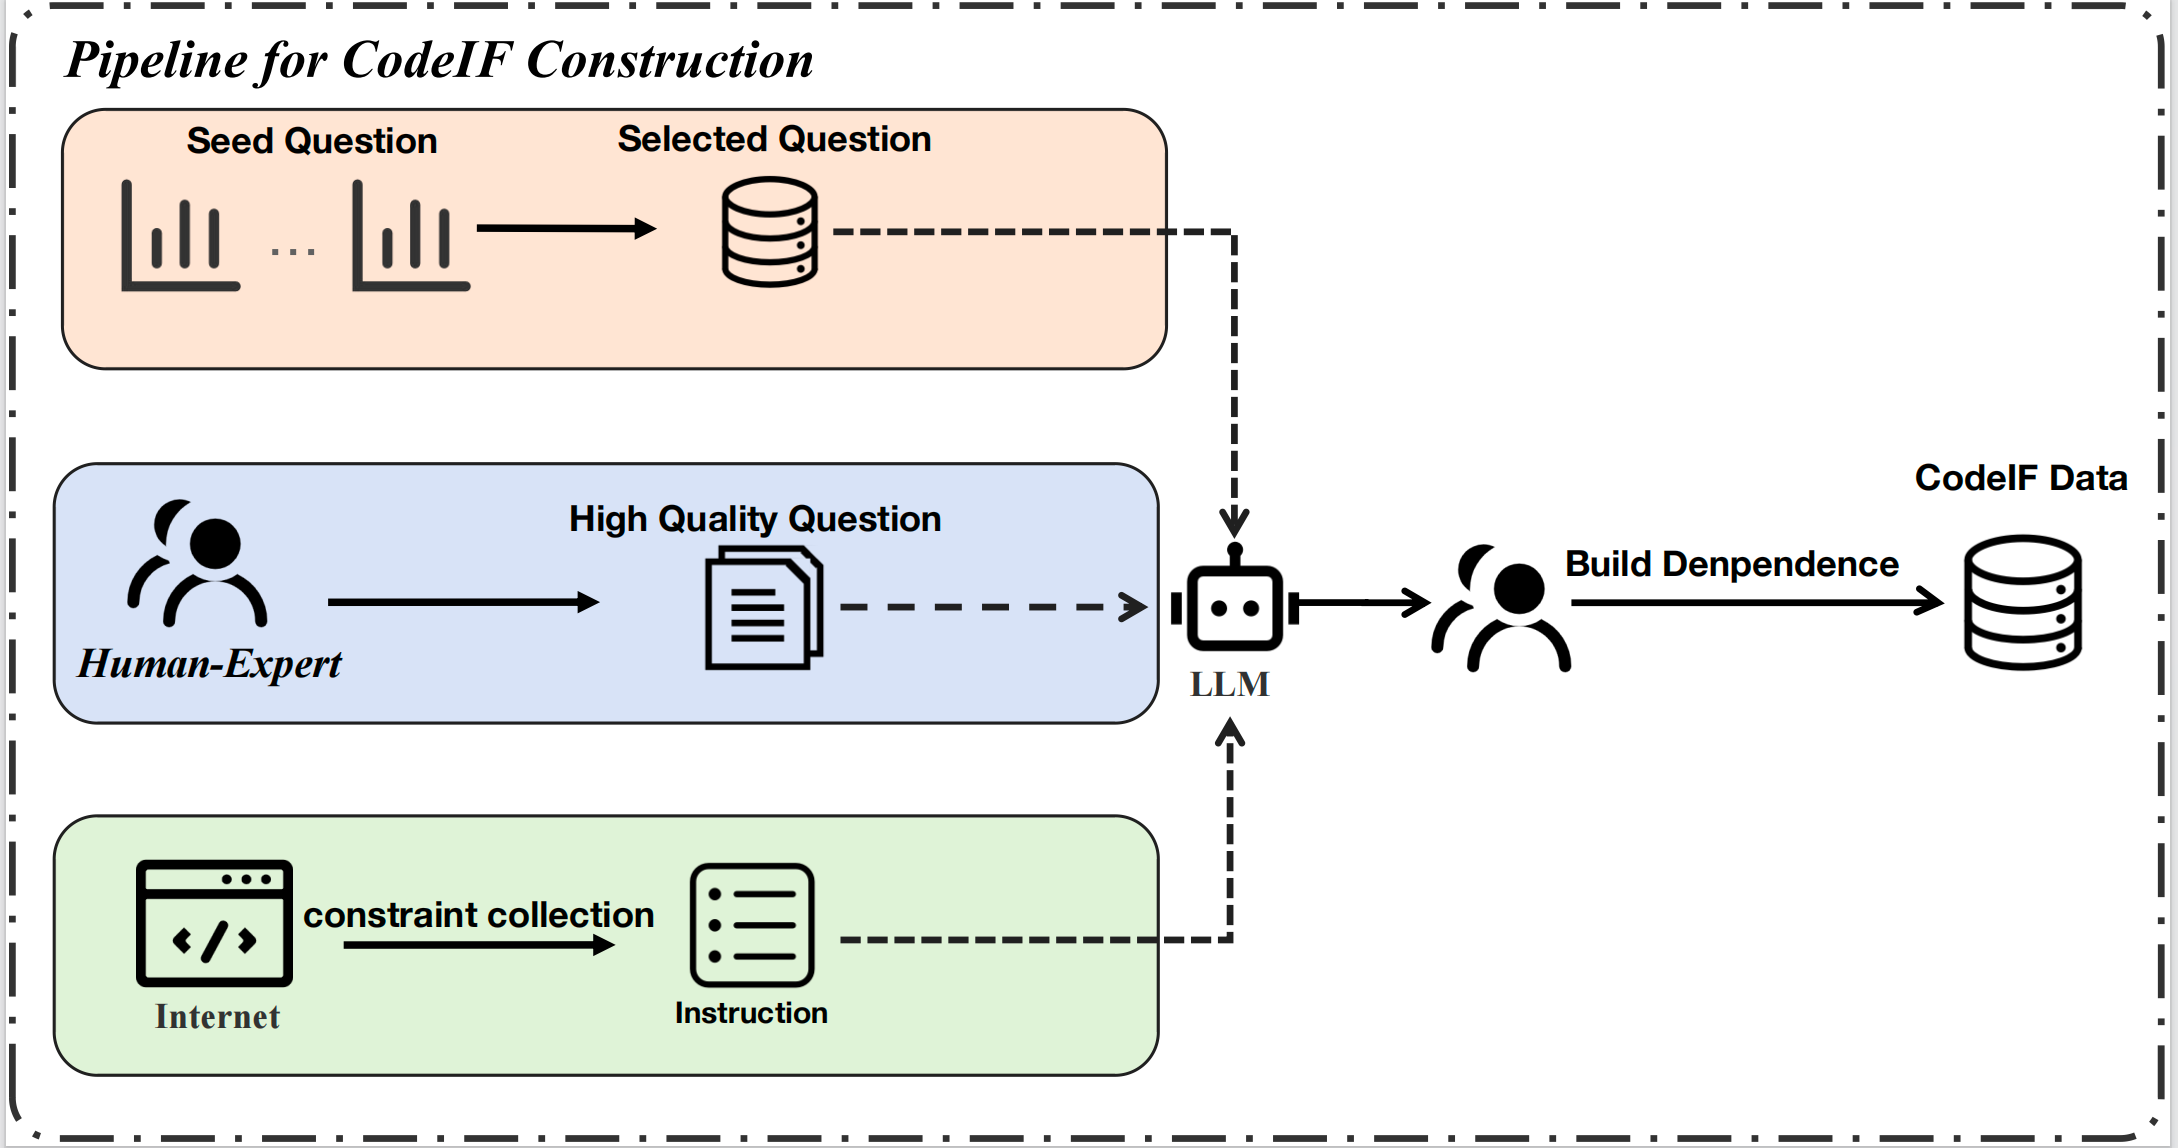 Pipeline for CodeIF Construction
Seed Question
Selected Question
...
High Quality Question
Human-Expert
LLM
Build Denpendence
CodeIF Data
constraint collection
</>
Internet
Instruction